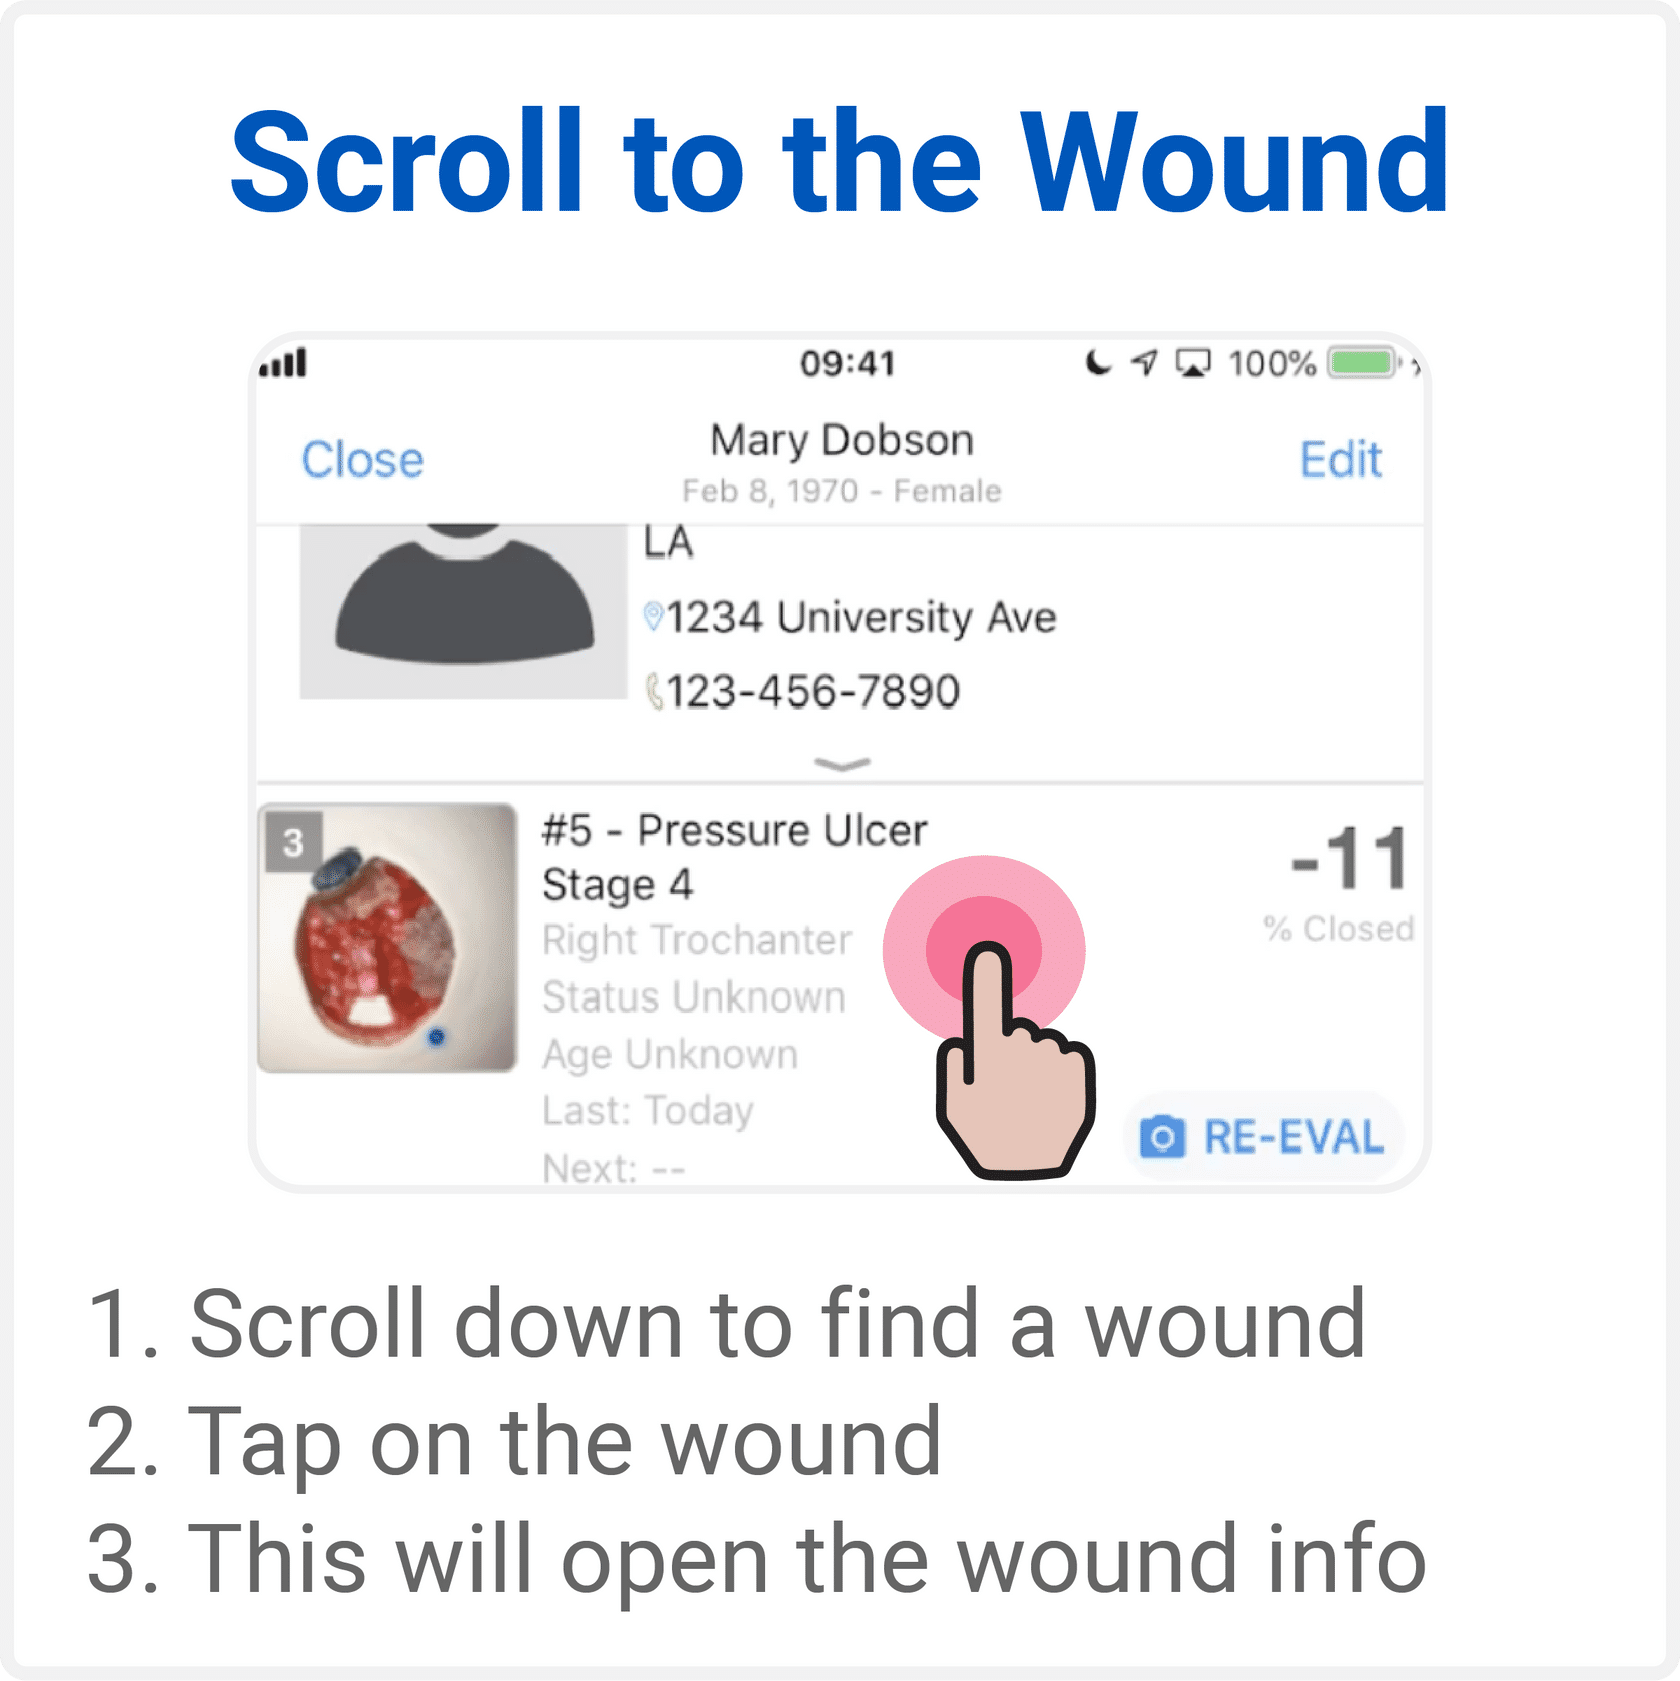 Scroll to the Wound
09:41
100%
Close
Mary Dobson
Edit
Feb 8, 1970 - Female
LA
1234 University Ave
123-456-7890
3
#5 - Pressure Ulcer
Stage 4
-11
% Closed
Right Trochanter
Status Unknown
Age Unknown
Last: Today
Next: --
RE-EVAL
1. Scroll down to find a wound
2. Tap on the wound
3. This will open the wound info